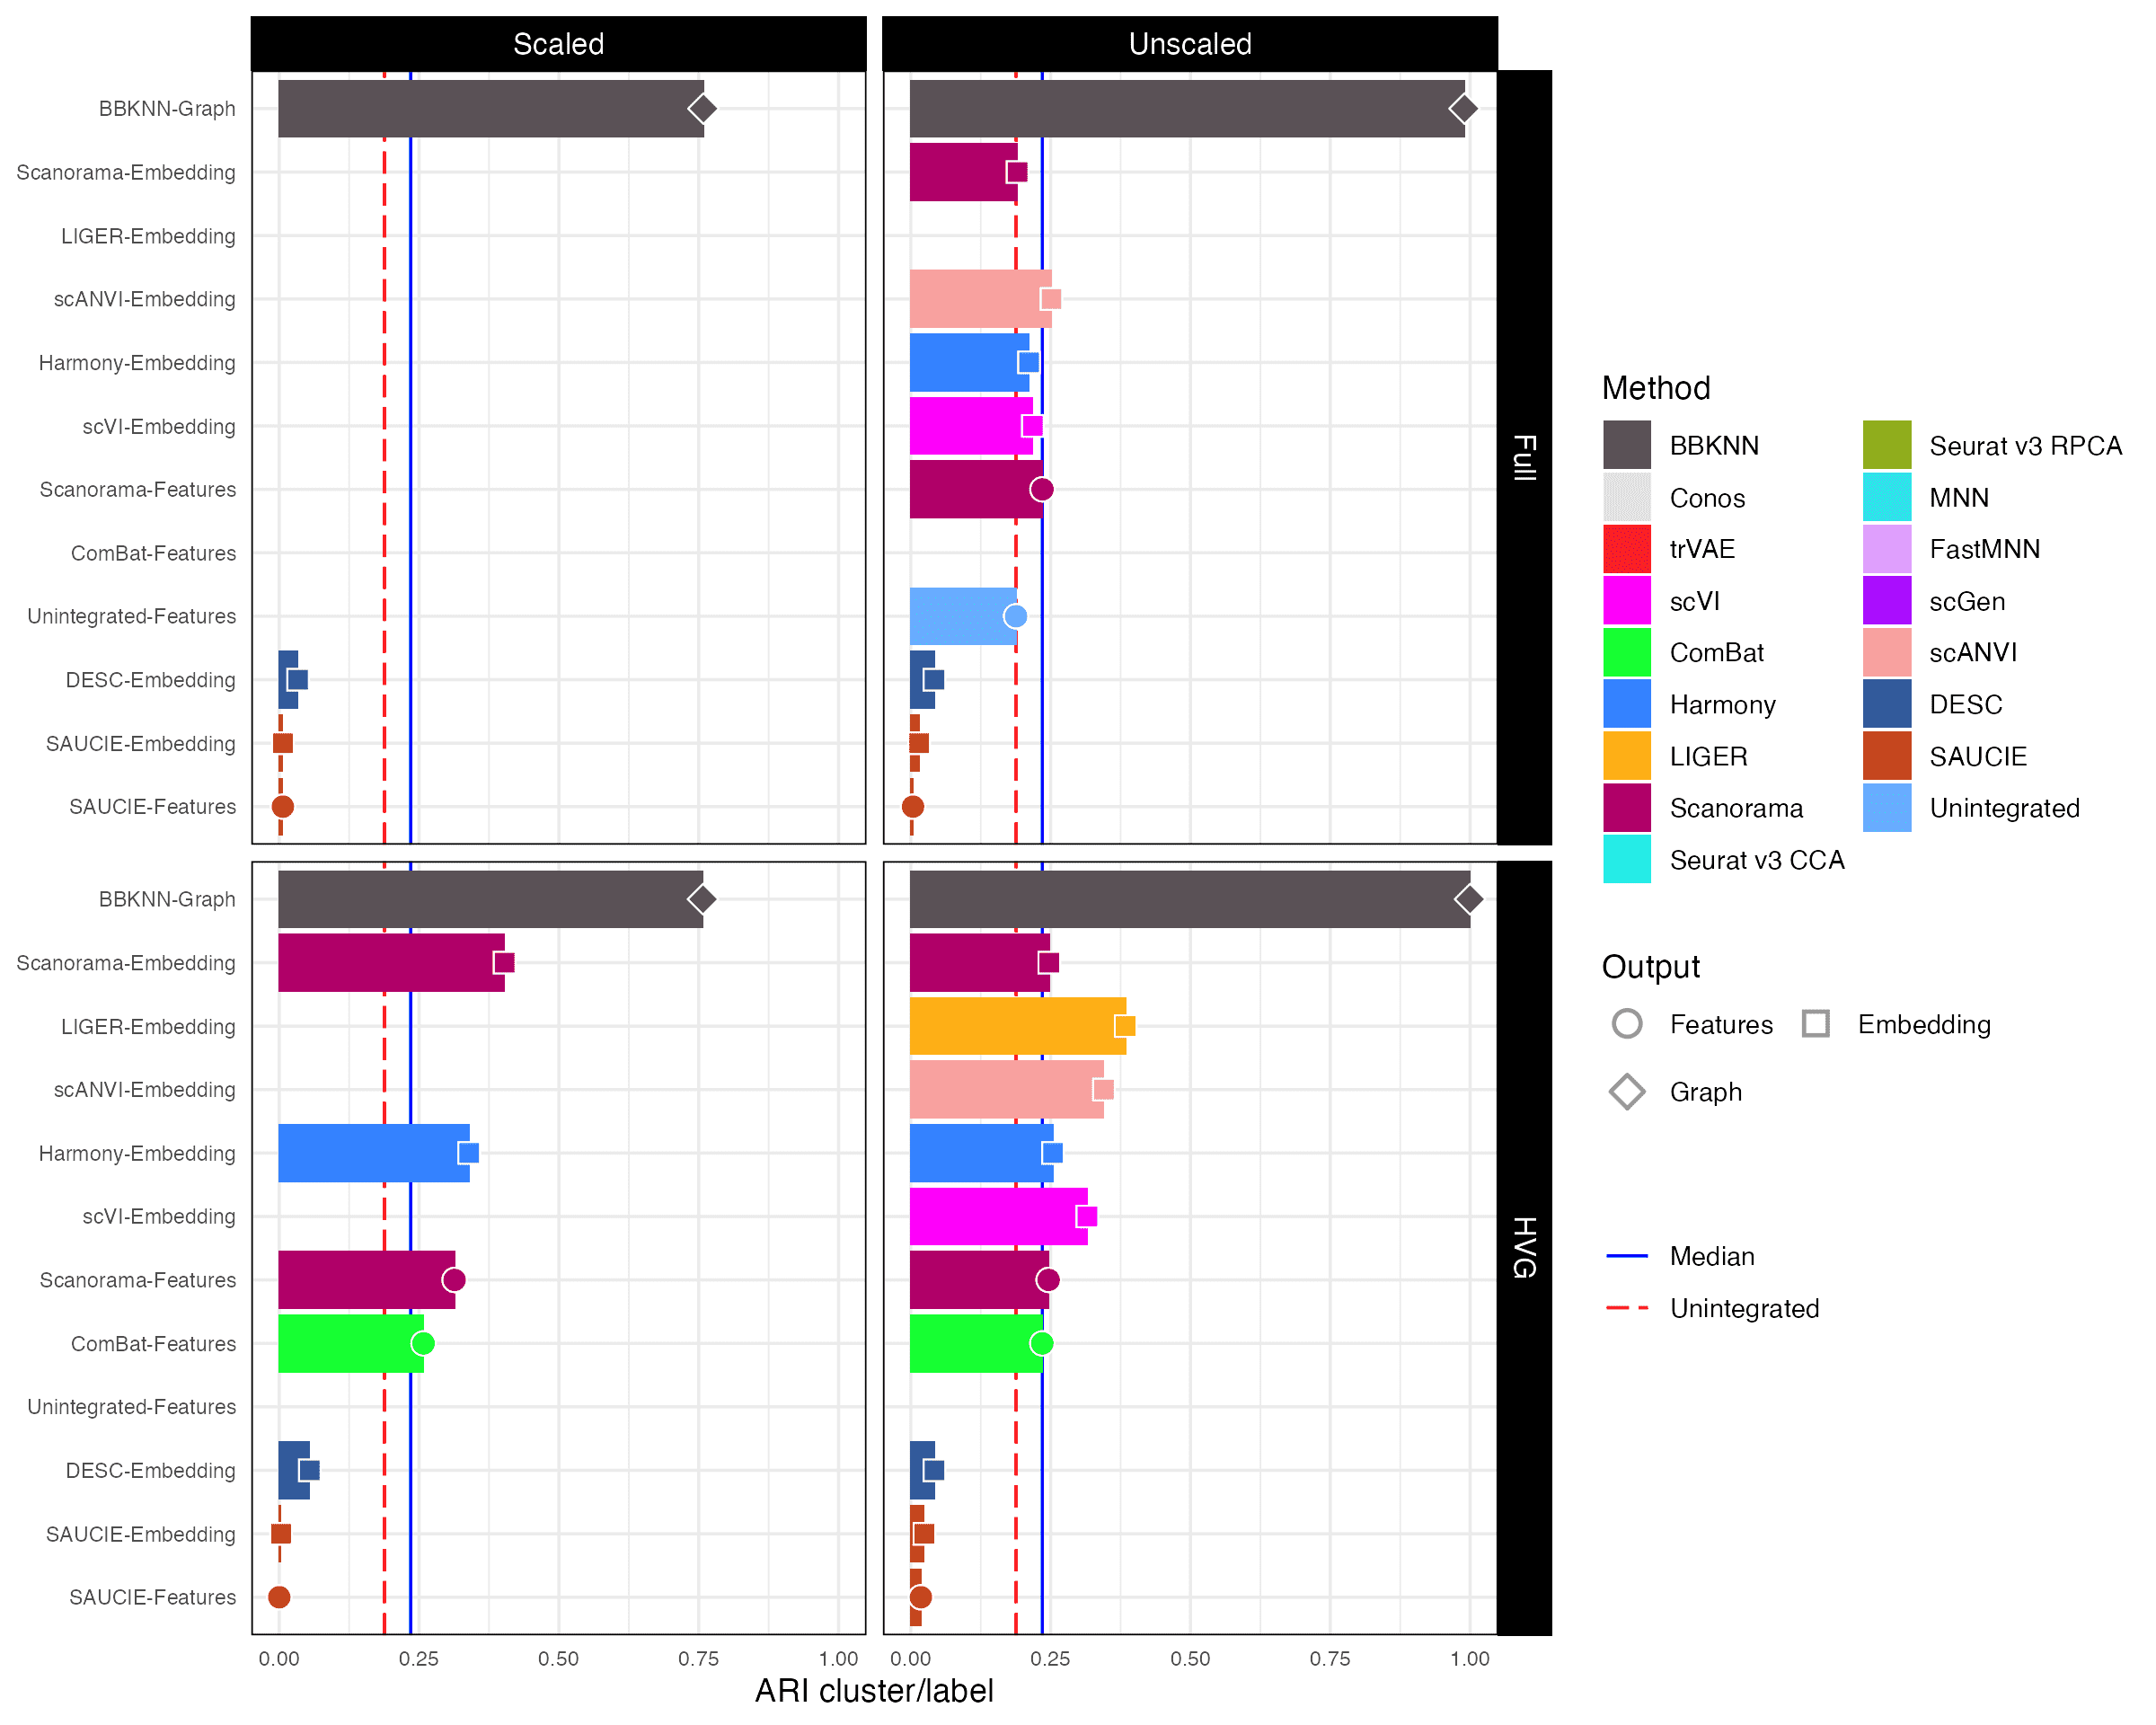 Scaled
Unscaled
BBKNN-Graph
Scanorama-Embedding
LIGER-Embedding
scANVI-Embedding
Harmony-Embedding
scVI-Embedding
Scanorama-Features
ComBat-Features
Unintegrated-Features
DESC-Embedding
SAUCIE-Embedding
SAUCIE-Features
Full
BBKNN-Graph
Scanorama-Embedding
LIGER-Embedding
scANVI-Embedding
Harmony-Embedding
scVI-Embedding
Scanorama-Features
ComBat-Features
Unintegrated-Features
DESC-Embedding
SAUCIE-Embedding
SAUCIE-Features
HVG
0.00 0.25 0.50 0.75 1.00
0.00 0.25 0.50 0.75 1.00
ARI cluster/label
Method
BBKNN
Conos
trVAE
scVI
ComBat
Harmony
LIGER
Scanorama
Seurat v3 CCA
Seurat v3 RPCA
MNN
FastMNN
scGen
scANVI
DESC
SAUCIE
Unintegrated
Output
Features
Embedding
Graph
Median
Unintegrated